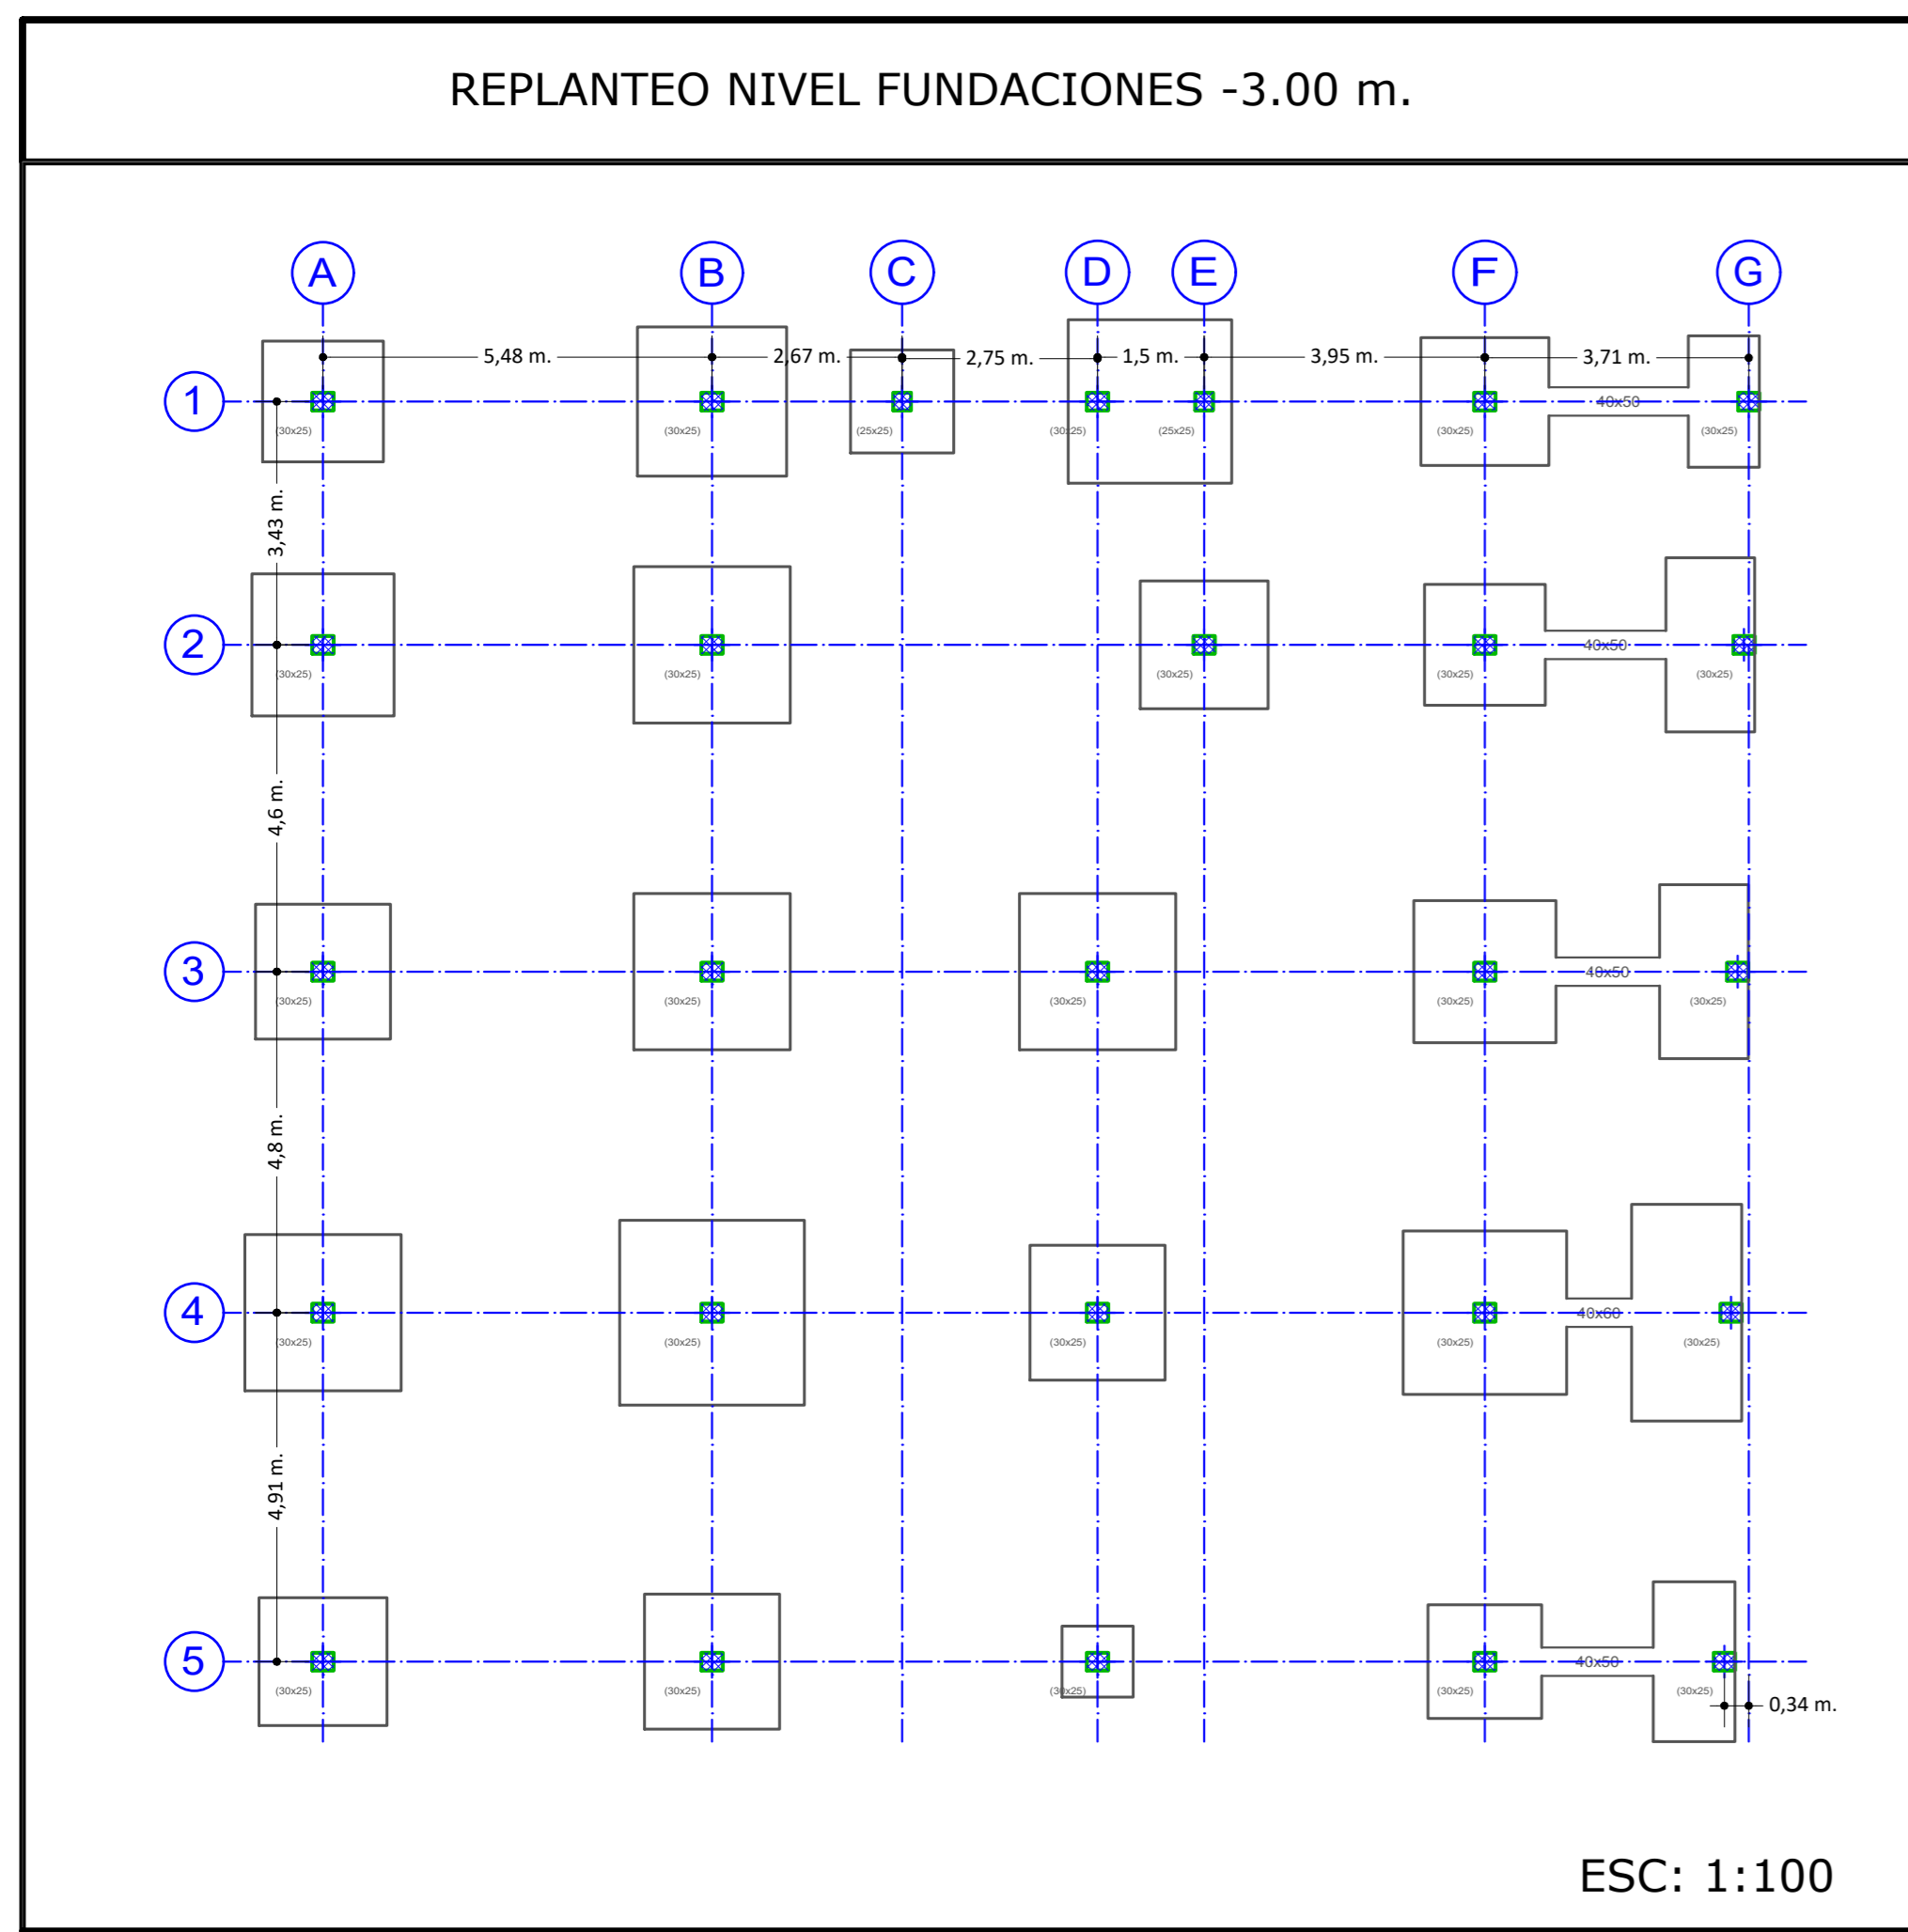 REPLANTEO NIVEL FUNDACIONES -3.00 m.
A B C D E F G
5,48 m. 2,67 m. 2,75 m. 1,5 m. 3,95 m. 3,71 m.
1 40x50
(30x25) (30x25) (25x25) (30x25) (25x25) (30x25) (30x25)
3,43 m.
2 40x50
(30x25) (30x25) (30x25) (30x25) (30x25)
4,6 m.
3 40x50
(30x25) (30x25) (30x25) (30x25) (30x25)
4,8 m.
4 40x60
(30x25) (30x25) (30x25) (30x25) (30x25)
4,91 m.
5 40x50
(30x25) (30x25) (30x25) (30x25) (30x25)
0,34 m.
ESC: 1:100